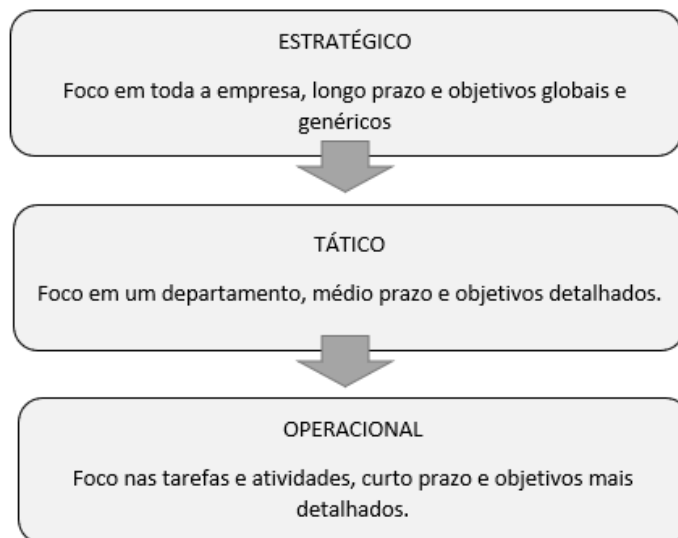 ESTRATÉGICO
Foco em toda a empresa, longo prazo e objetivos globais e
genéricos
TÁTICO
Foco em um departamento, médio prazo e objetivos detalhados.
OPERACIONAL
Foco nas tarefas e atividades, curto prazo e objetivos mais
detalhados.